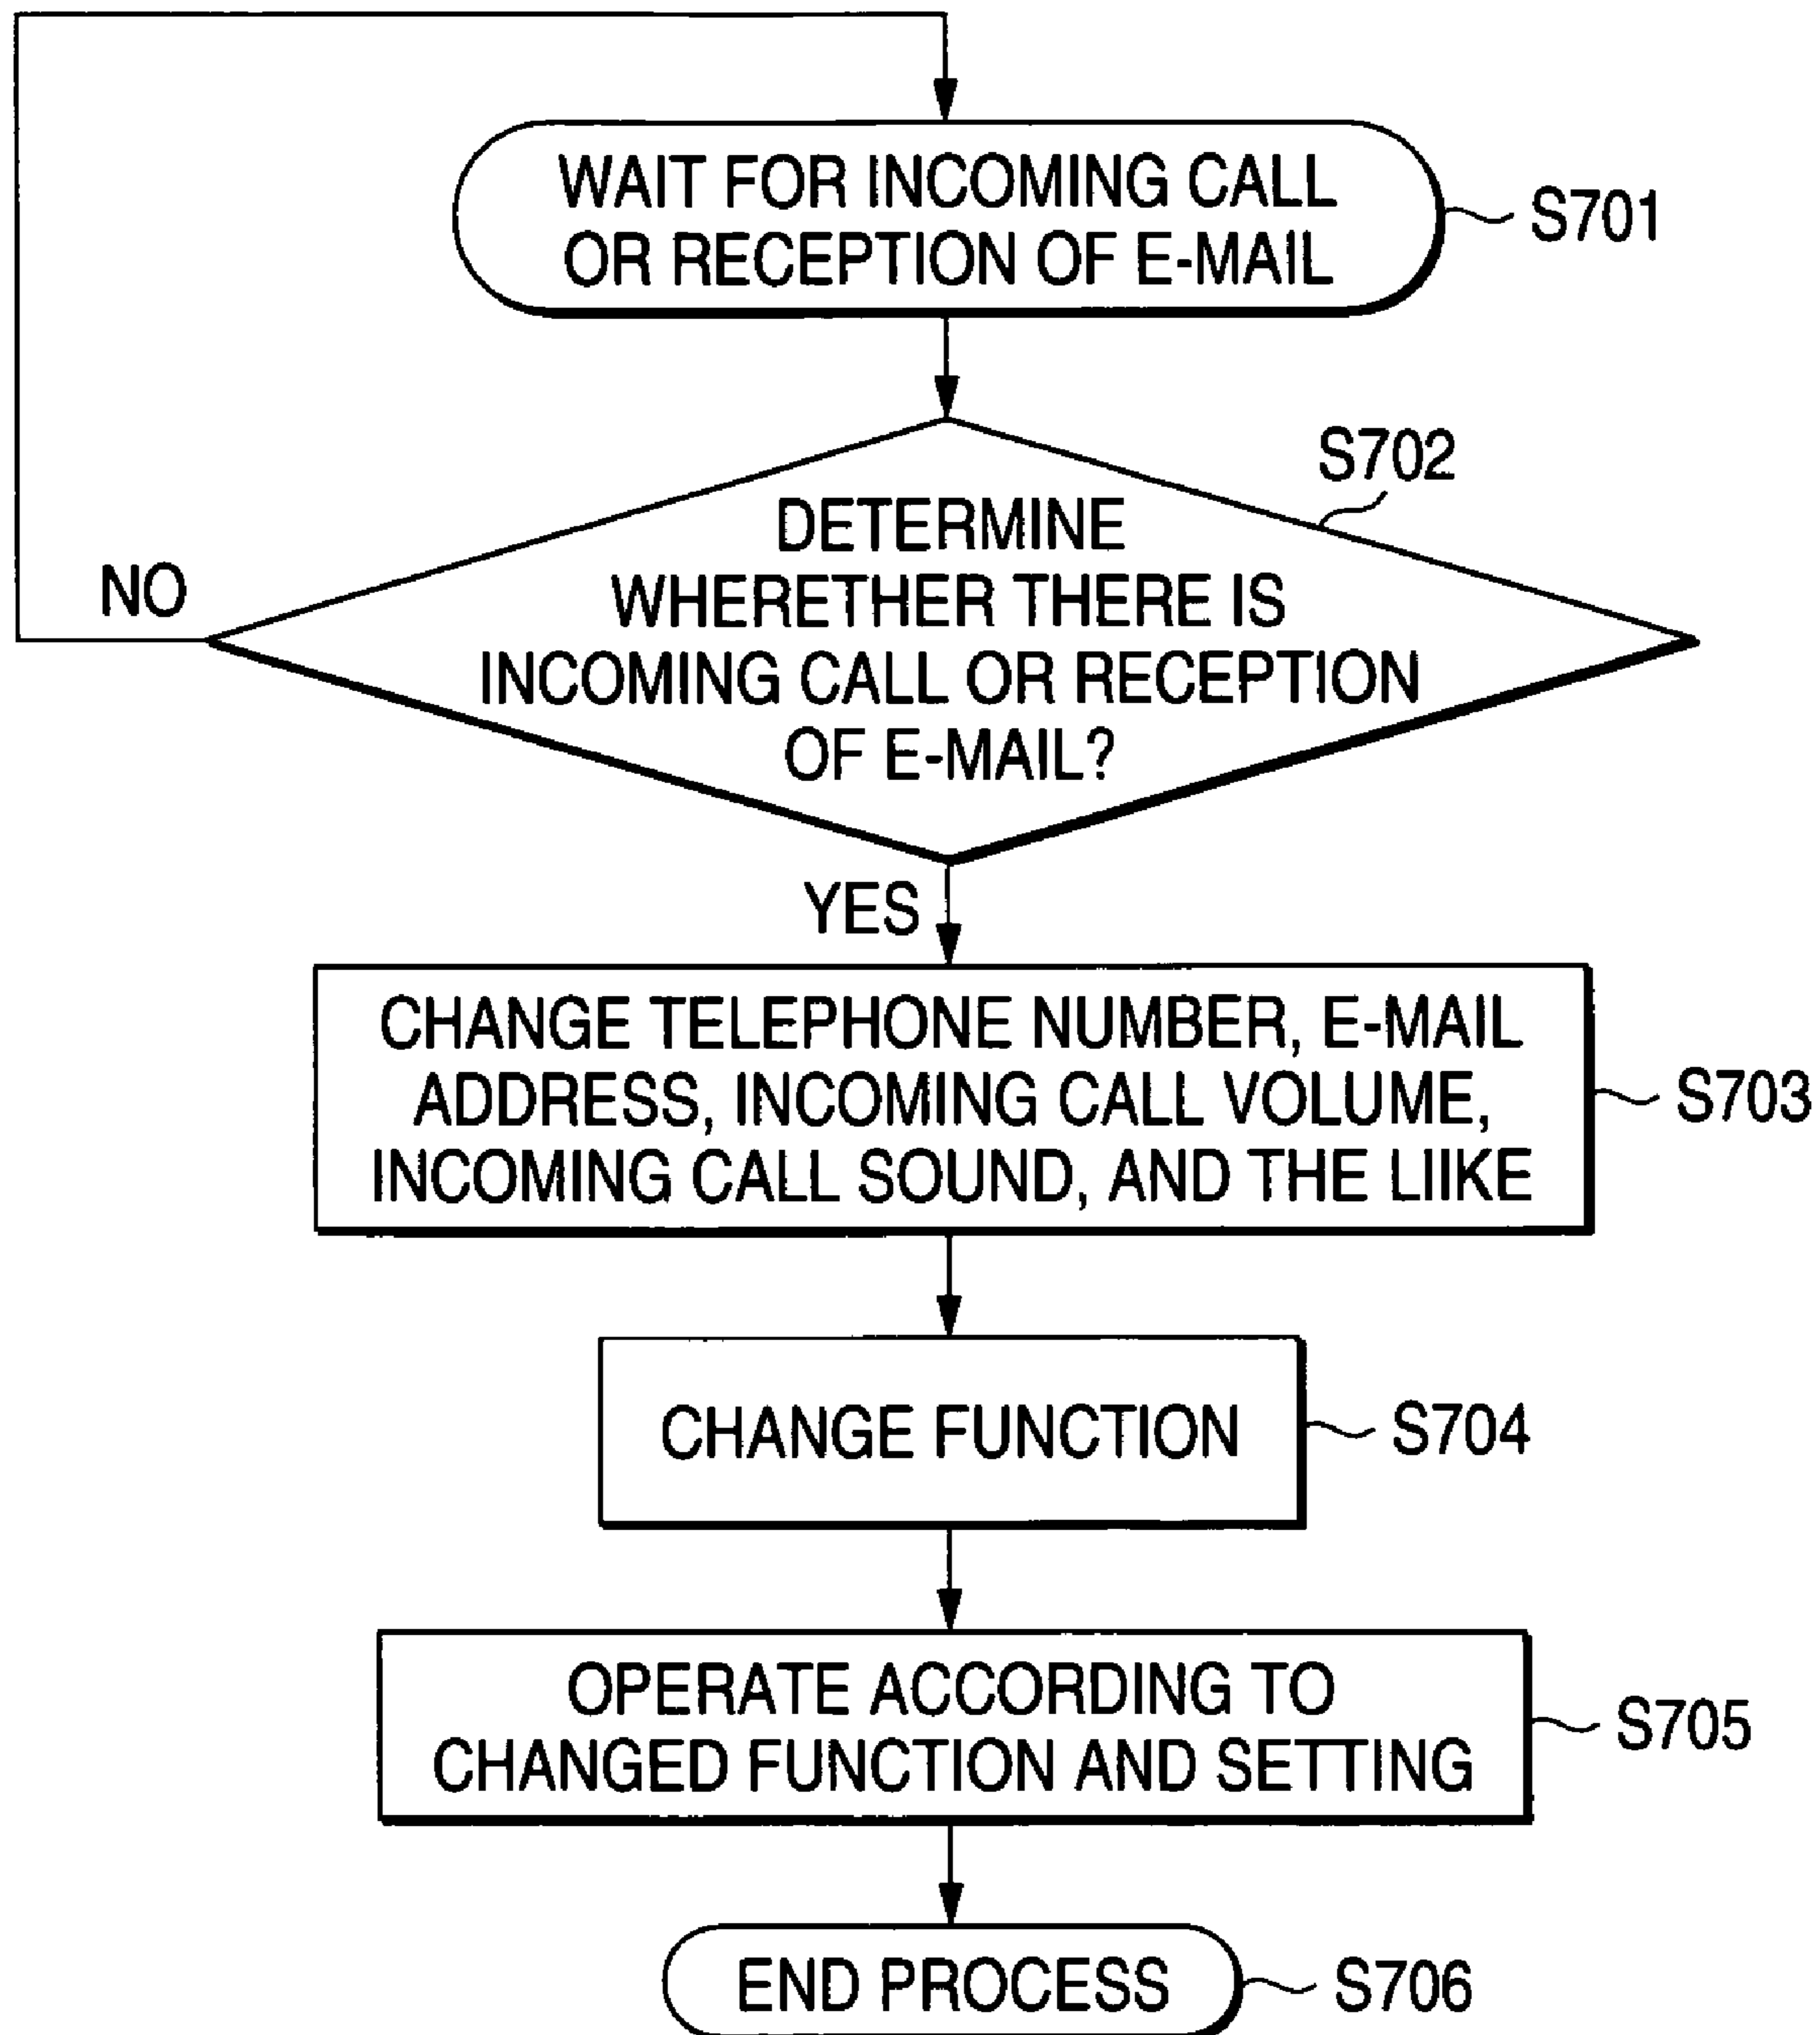 WAIT FOR INCOMING CALL
OR RECEPTION OF E-MAIL
S701
S702
DETERMINE
WHERETHER THERE IS
INCOMING CALL OR RECEPTION
OF E-MAIL?
NO
YES
CHANGE TELEPHONE NUMBER, E-MAIL
ADDRESS, INCOMING CALL VOLUME,
INCOMING CALL SOUND, AND THE LIIKE
S703
CHANGE FUNCTION
S704
OPERATE ACCORDING TO
CHANGED FUNCTION AND SETTING
S705
END PROCESS
S706